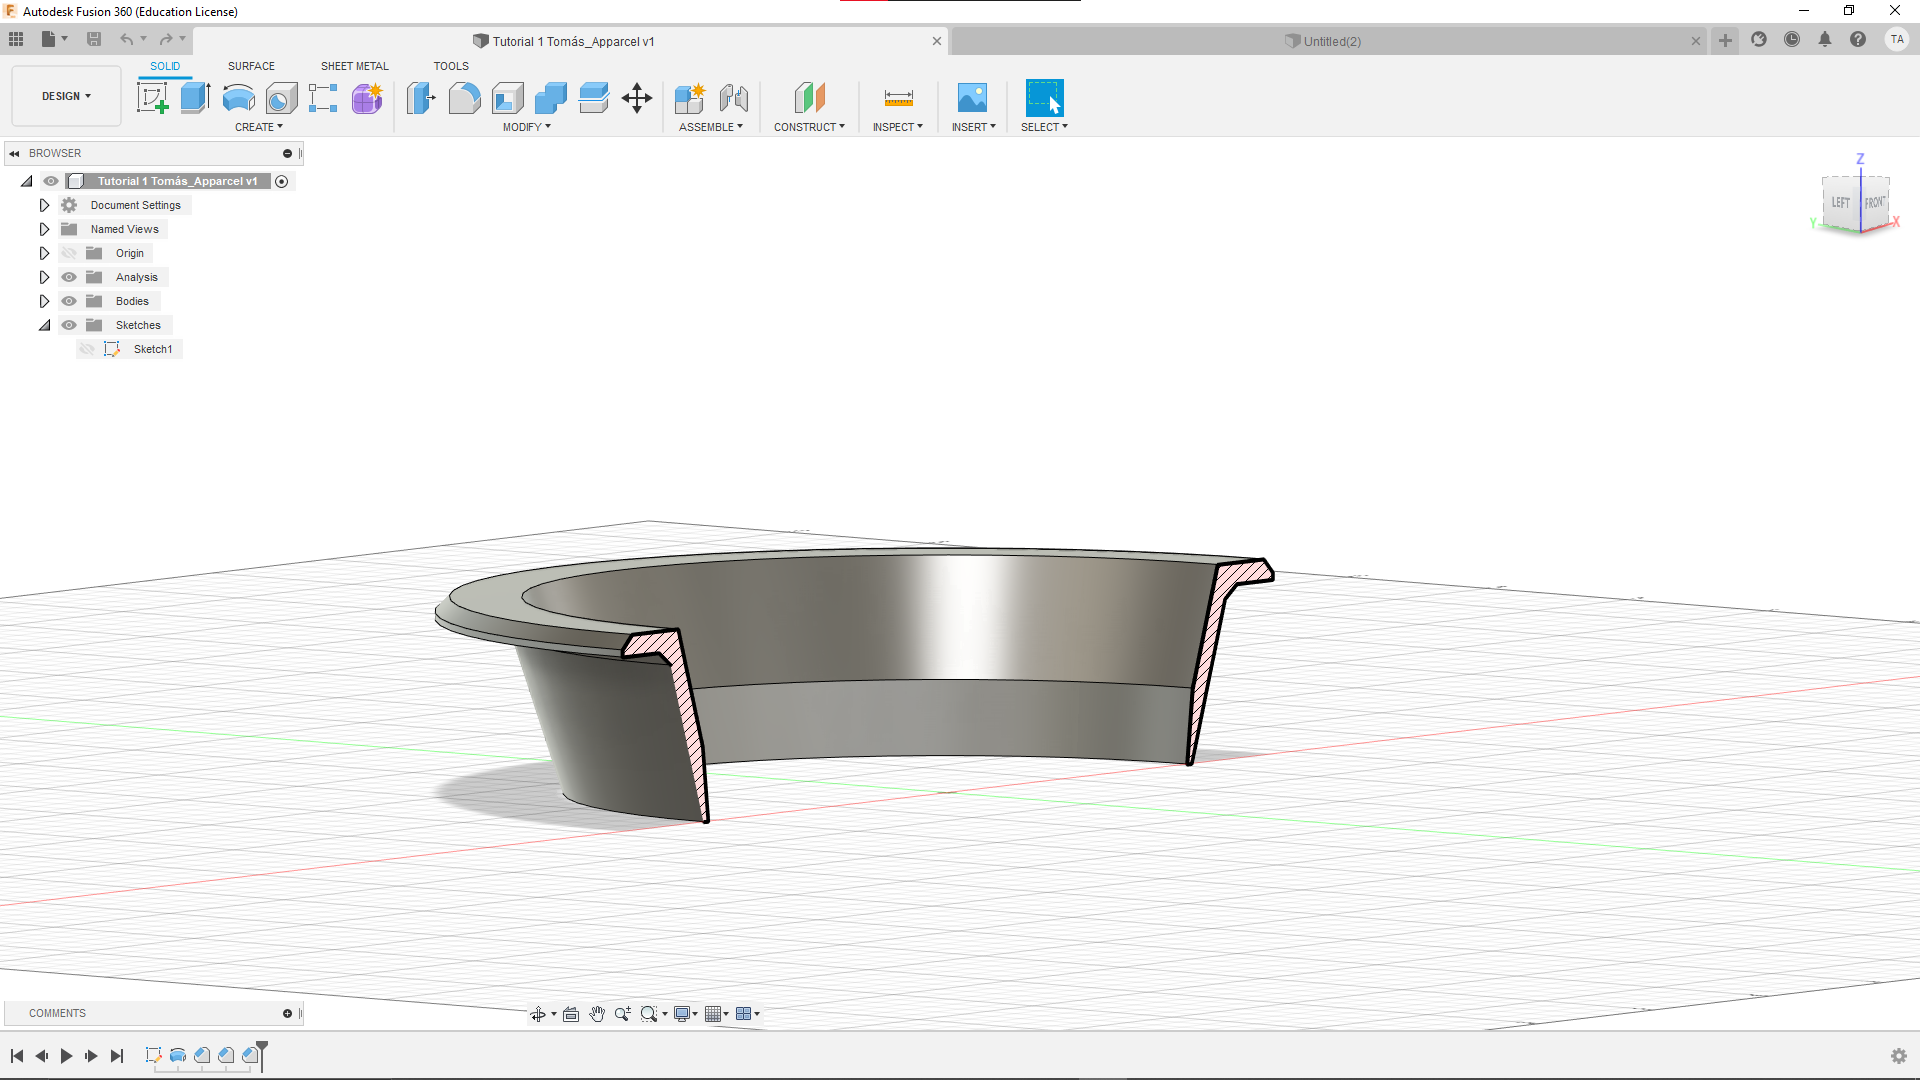 Autodesk Fusion 360 (Education License)
Tutorial 1 Tomás_Apparcel v1
Untitled(2)
TA
DESIGN
SOLID
SURFACE
SHEET METAL
TOOLS
CREATE
MODIFY
ASSEMBLE
CONSTRUCT
INSPECT
INSERT
SELECT
BROWSER
Tutorial 1 Tomás_Apparcel v1
Document Settings
Named Views
Origin
Analysis
Bodies
Sketches
Sketch1
Z
LEFT
FRONT
Y
X
COMMENTS